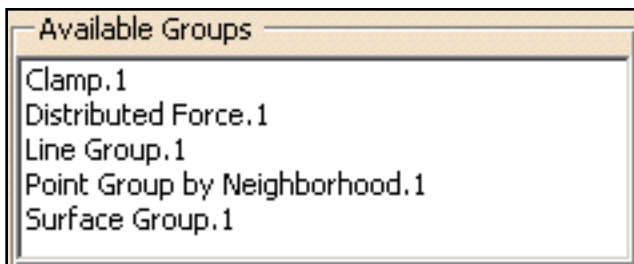 Available Groups
Clamp.1
Distributed Force.1
Line Group.1
Point Group by Neighborhood.1
Surface Group.1